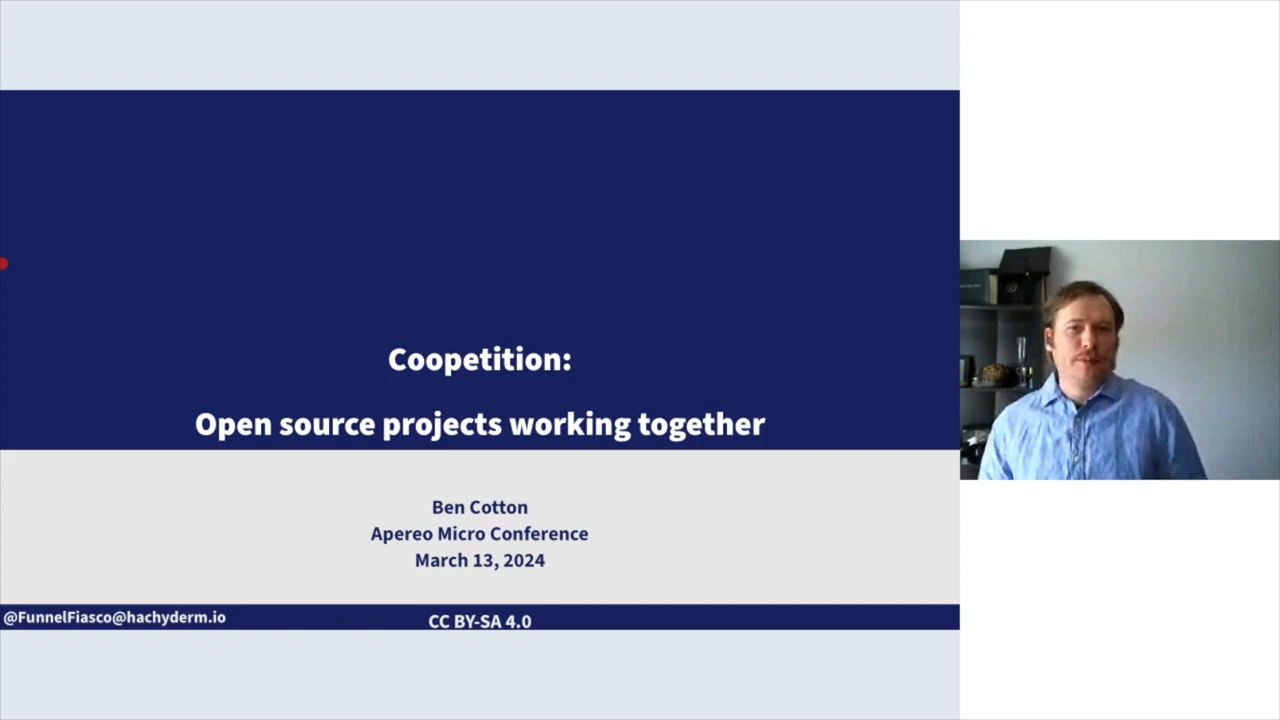 Coopetition:
Open source projects working together
Ben Cotton
Apereo Micro Conference
March 13, 2024
@FunnelFiasco@hachyderm.io
CC BY-SA 4.0